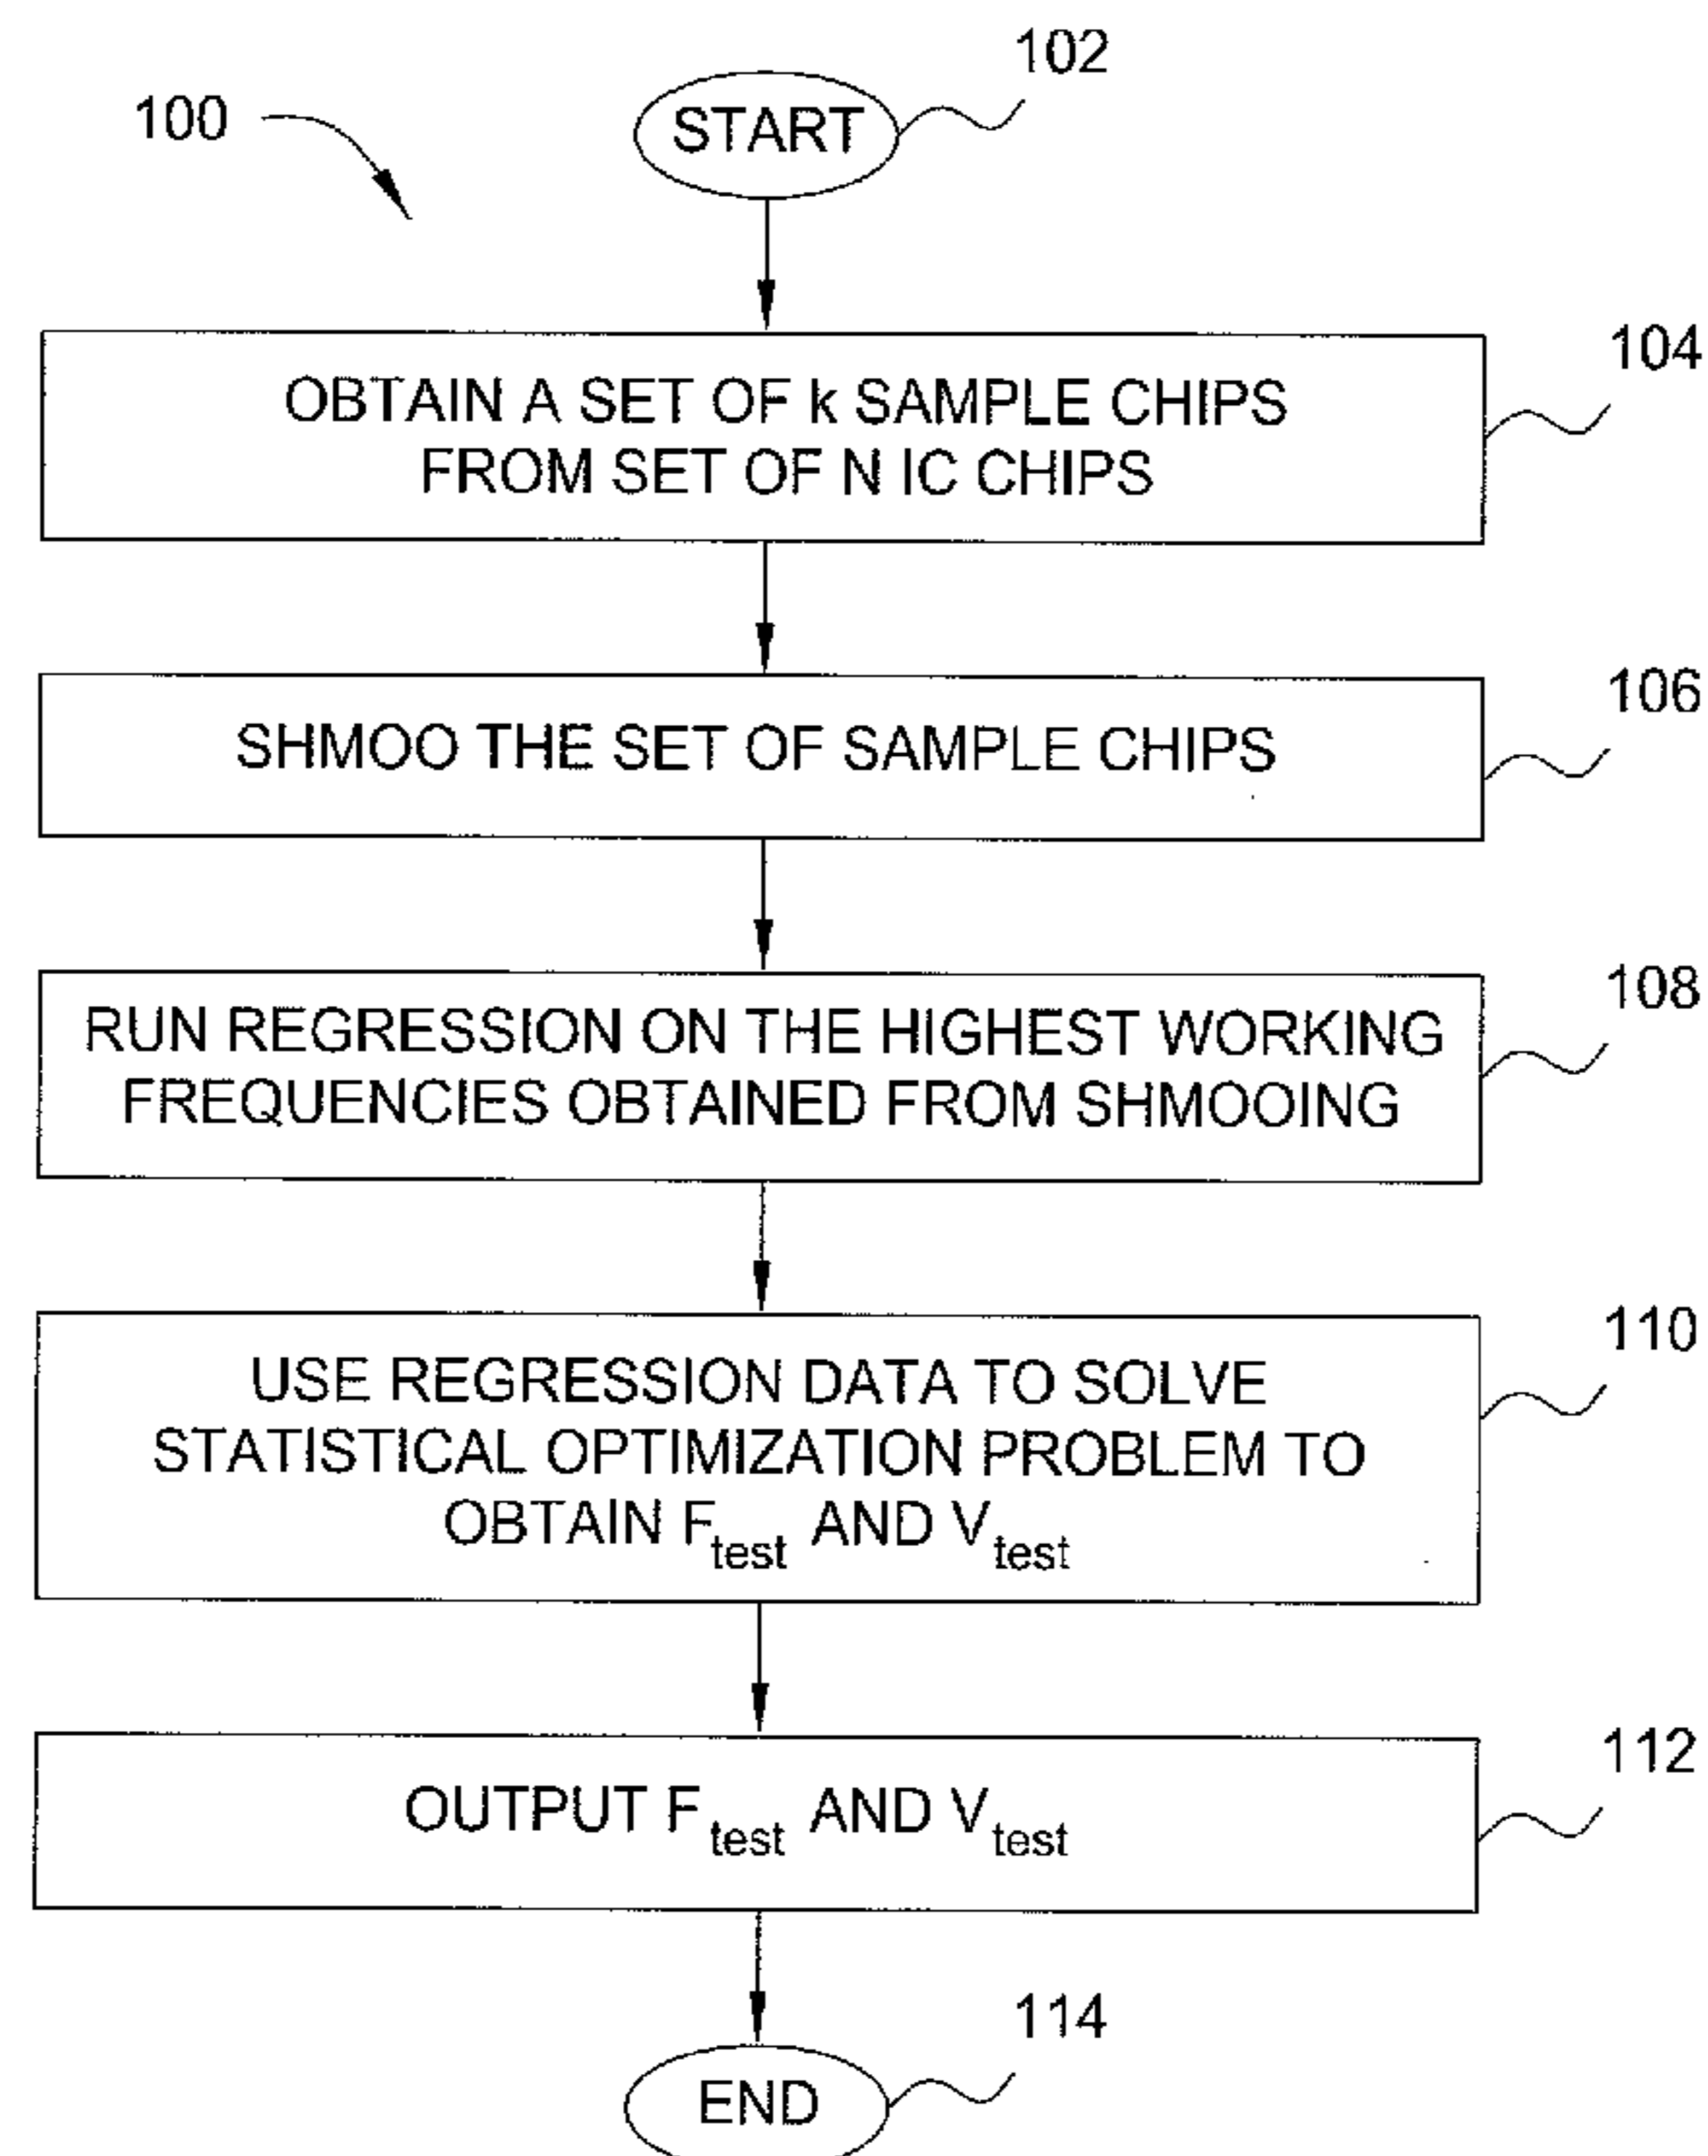 100
START
102
OBTAIN A SET OF k SAMPLE CHIPS
FROM SET OF N IC CHIPS
104
SHMOO THE SET OF SAMPLE CHIPS
106
RUN REGRESSION ON THE HIGHEST WORKING
FREQUENCIES OBTAINED FROM SHMOOING
108
USE REGRESSION DATA TO SOLVE
STATISTICAL OPTIMIZATION PROBLEM TO
OBTAIN Ftest AND Vtest
110
OUTPUT Ftest AND Vtest
112
END
114